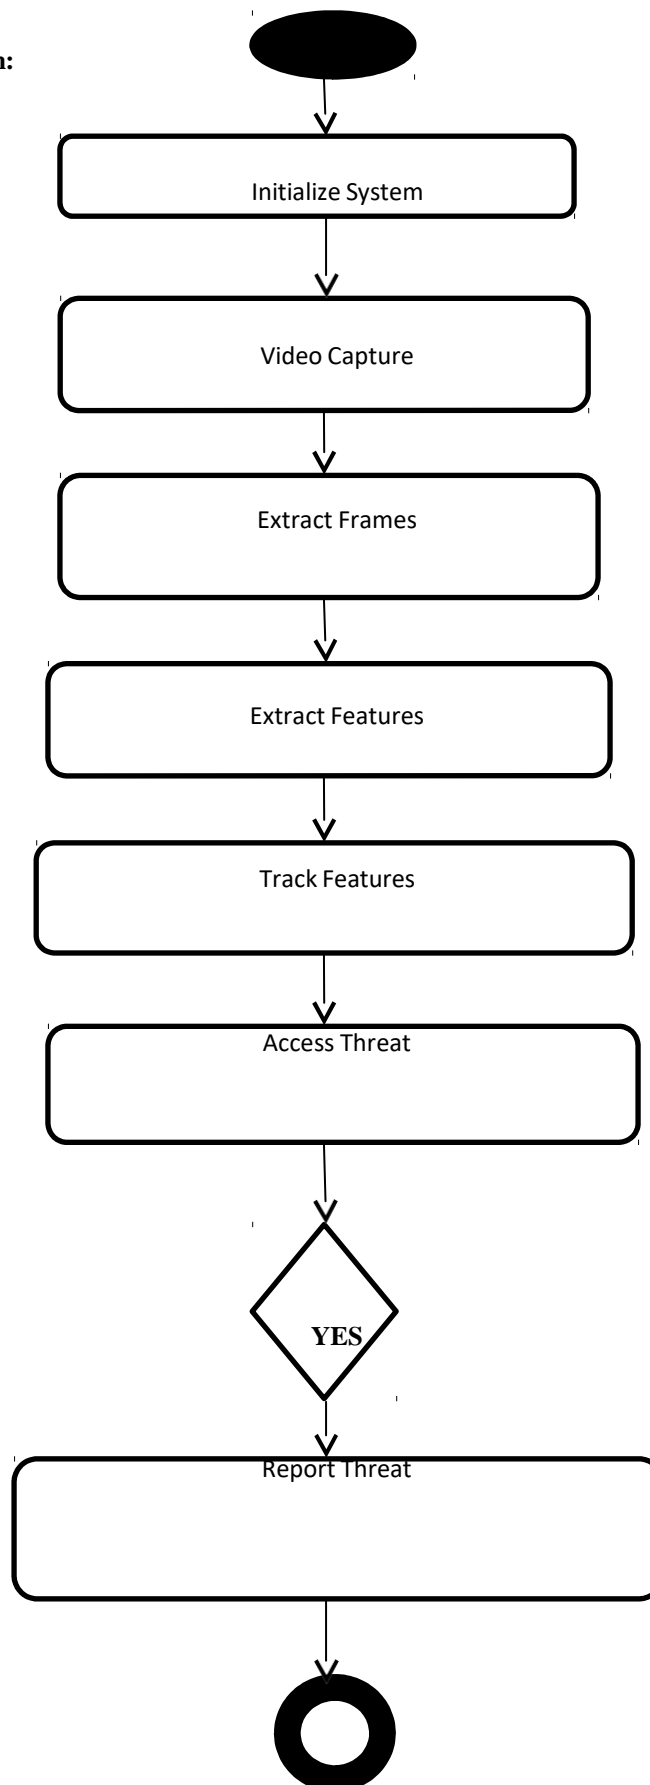 n:
Initialize System
Video Capture
Extract Frames
Extract Features
Track Features
Access Threat
YES
Report Threat